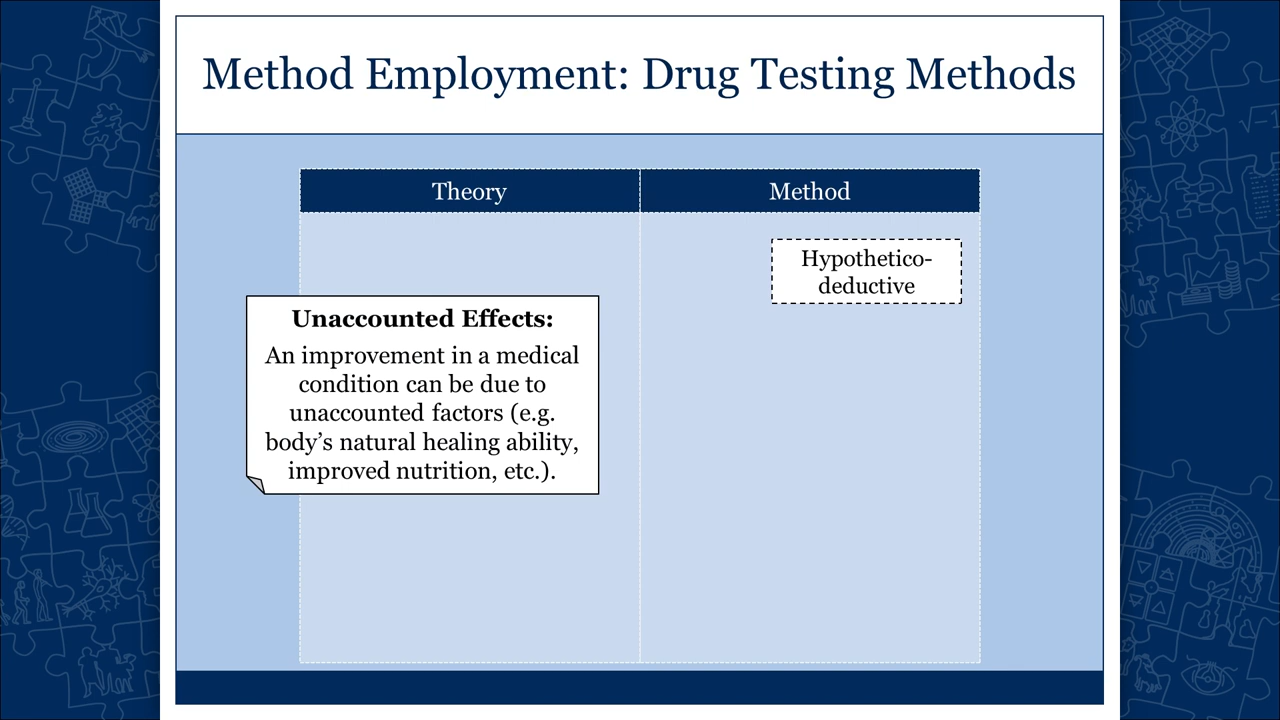 Method Employment: Drug Testing Methods
Theory
Method
Hypothetico-
deductive
Unaccounted Effects:
An improvement in a medical
condition can be due to
unaccounted factors (e.g.
body’s natural healing ability,
improved nutrition, etc.).
√-1